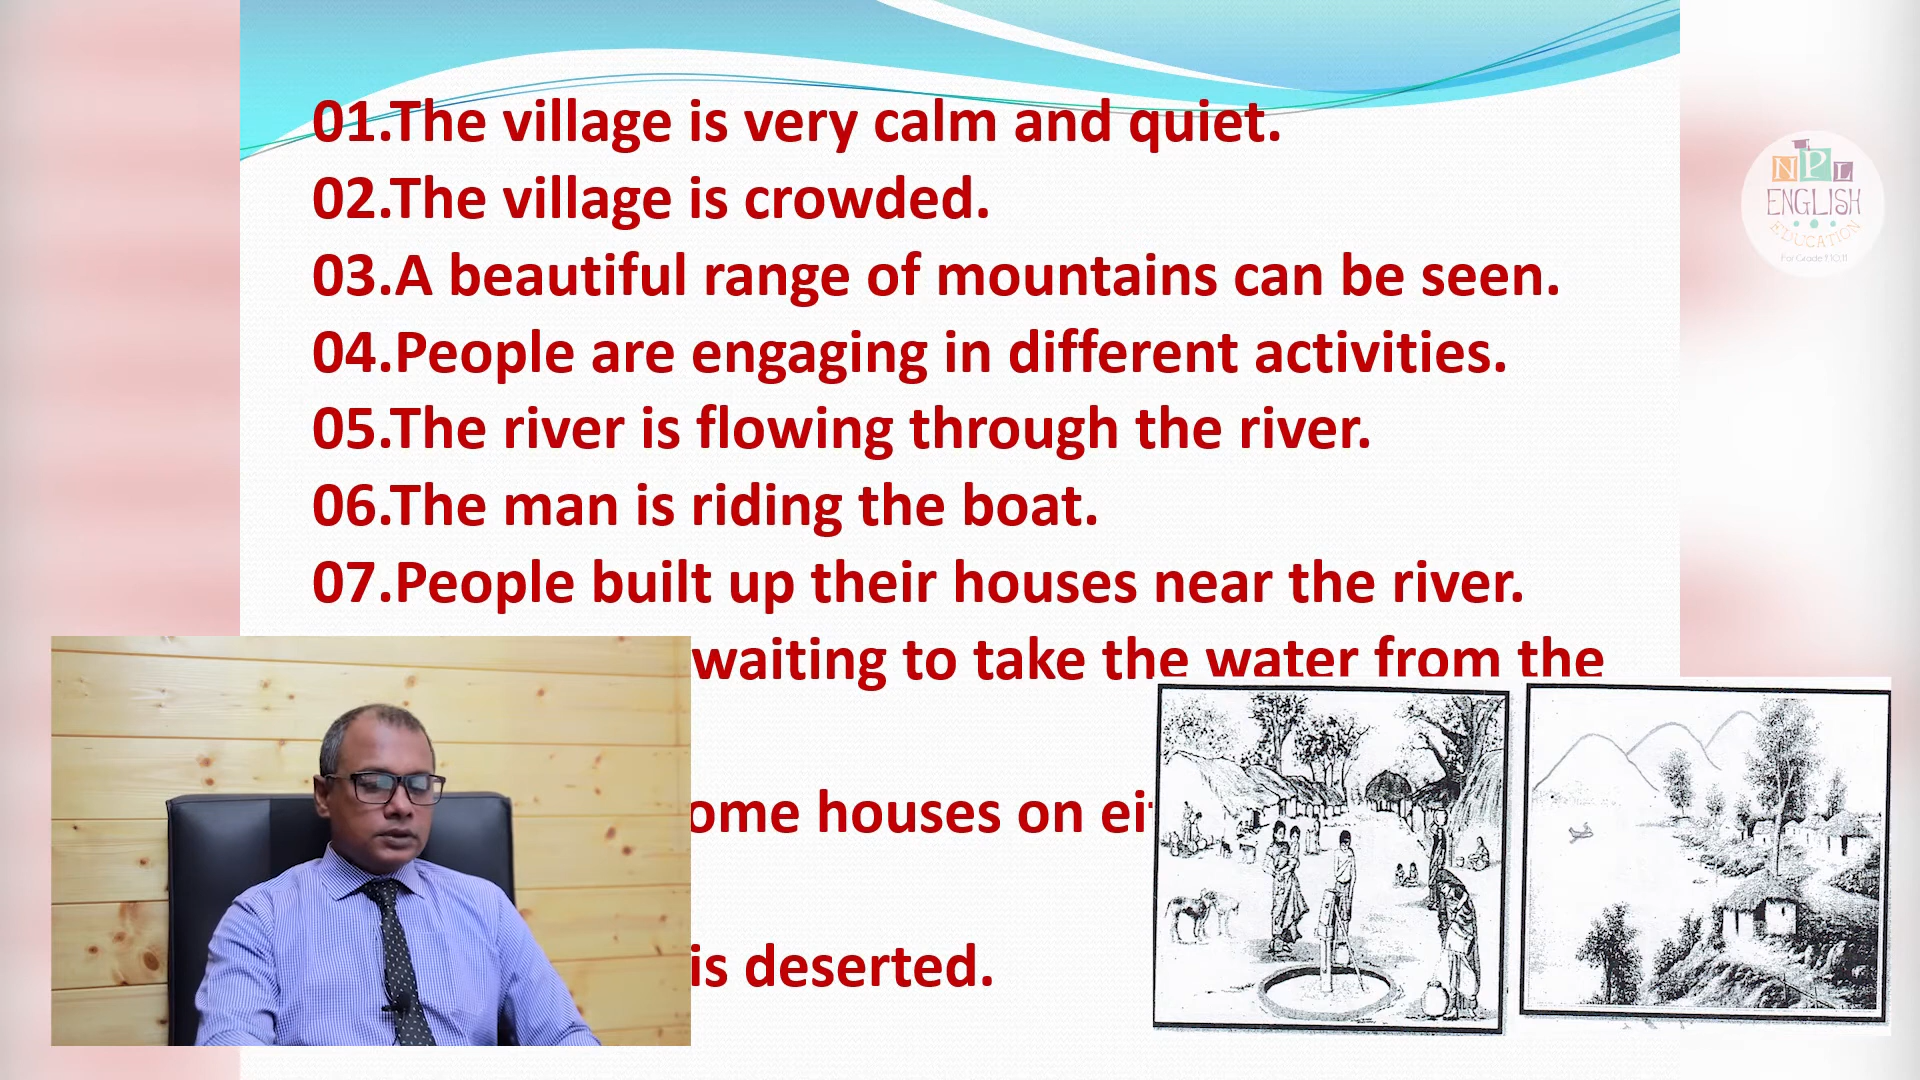 01.The village is very calm and quiet.
02.The village is crowded.
03.A beautiful range of mountains can be seen.
04.People are engaging in different activities.
05.The river is flowing through the river.
06.The man is riding the boat.
07.People built up their houses near the river.
waiting to take the water from the
houses on
is deserted.
NPL
ENGLISH
EDUCATION